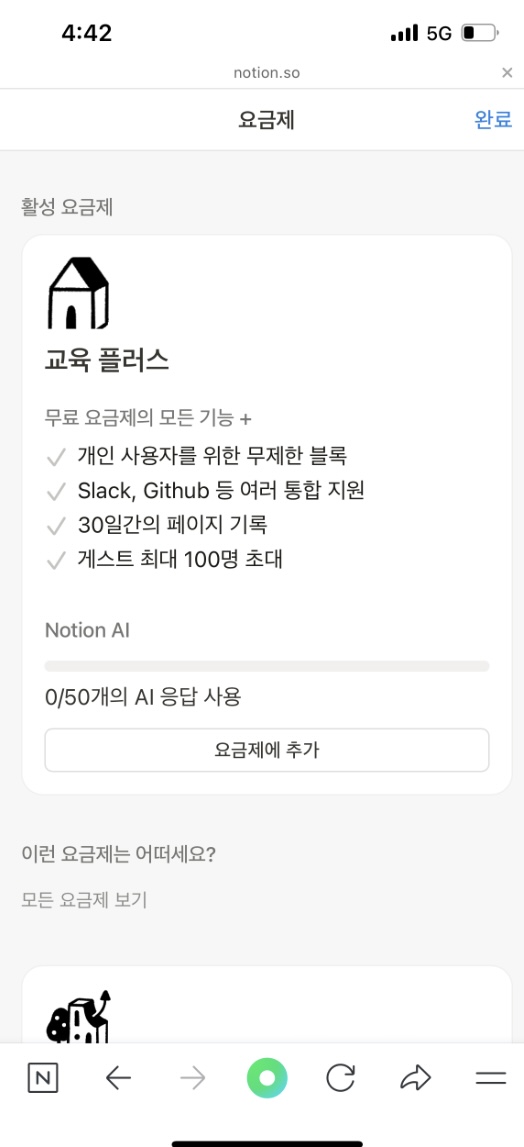 4:42
5G
notion.so
요금제
완료
활성 요금제
교육 플러스
무료 요금제의 모든 기능 +
개인 사용자를 위한 무제한 블록
Slack, Github 등 여러 통합 지원
30일간의 페이지 기록
게스트 최대 100명 초대
Notion AI
0/50개의 AI 응답 사용
요금제에 추가
이런 요금제는 어떠세요?
모든 요금제 보기
N